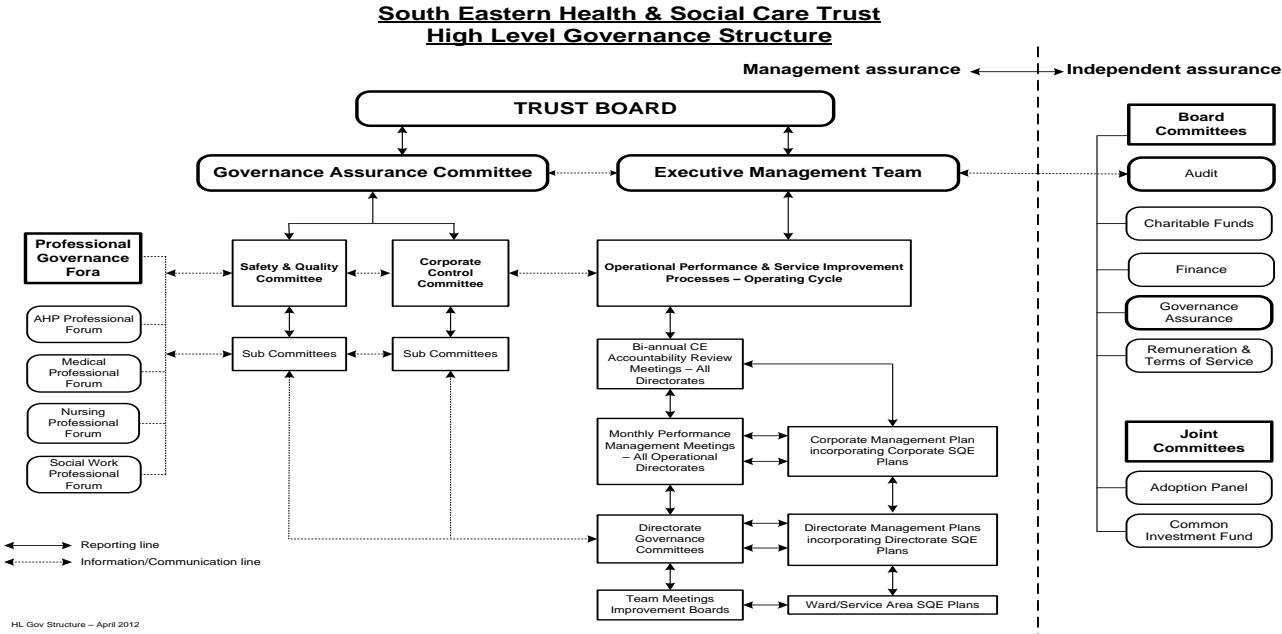 South Eastern Health & Social Care Trust
High Level Governance Structure
Management assurance
Independent assurance
TRUST BOARD
Governance Assurance Committee
Executive Management Team
Professional
Governance
Fora
AHP Professional
Forum
Medical
Professional
Forum
Nursing
Professional
Forum
Social Work
Professional
Forum
Safety & Quality
Committee
Corporate
Control
Committee
Sub Committees
Sub Committees
Operational Performance & Service Improvement
Processes – Operating Cycle
Bi-annual CE
Accountability Review
Meetings – All
Directorates
Monthly Performance
Management Meetings
– All Operational
Directorates
Corporate Management Plan
incorporating Corporate SQE
Plans
Directorate
Governance
Committees
Directorate Management Plans
incorporating Directorate SQE
Plans
Team Meetings
Improvement Boards
Ward/Service Area SQE Plans
Board
Committees
Audit
Charitable Funds
Finance
Governance
Assurance
Remuneration &
Terms of Service
Joint
Committees
Adoption Panel
Common
Investment Fund
Reporting line
Information/Communication line
HL Gov Structure – April 2012